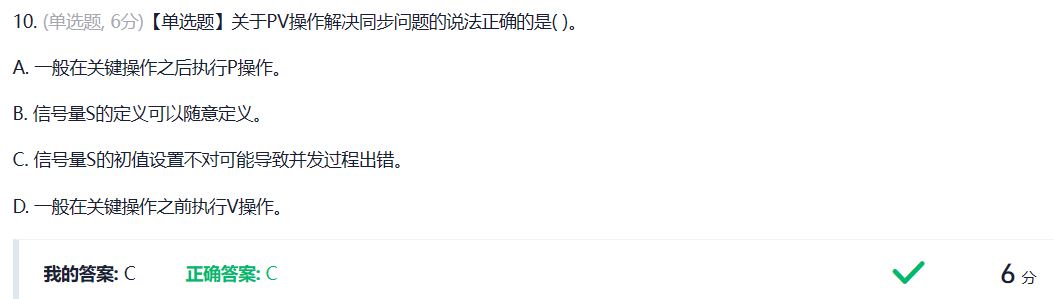 10. (单选题, 6分)【单选题】关于PV操作解决同步问题的说法正确的是( )。
A. 一般在关键操作之后执行P操作。
B. 信号量S的定义可以随意定义。
C. 信号量S的初值设置不对可能导致并发过程出错。
D. 一般在关键操作之前执行V操作。
我的答案: C 正确答案: C 6 分